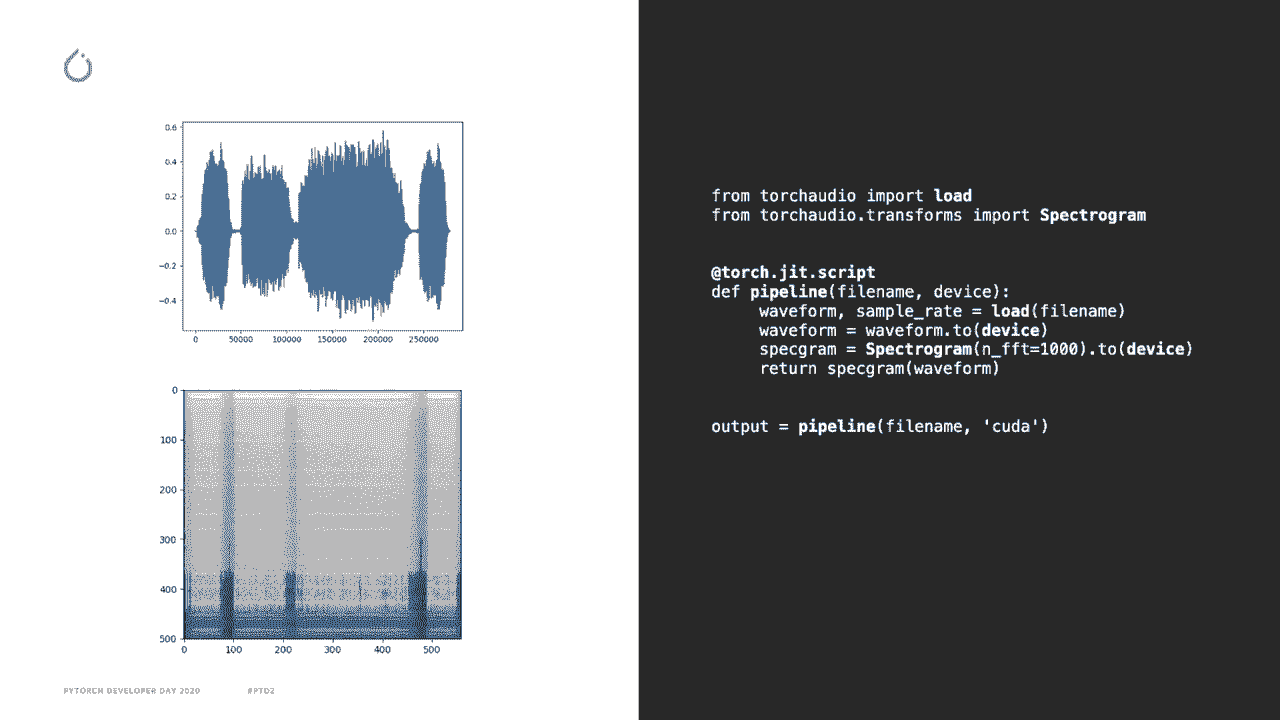 0.6
0.4
0.2
0.0
−0.2
−0.4
0 50000 100000 150000 200000 250000
0
100
200
300
400
500
0 100 200 300 400 500
PYTORCH DEVELOPER DAY 2020 #PTD2
from torchaudio import load
from torchaudio.transforms import Spectrogram
@torch.jit.script
def pipeline(filename, device):
    waveform, sample_rate = load(filename)
    waveform = waveform.to(device)
    specgram = Spectrogram(n_fft=1000).to(device)
    return specgram(waveform)
output = pipeline(filename, 'cuda')